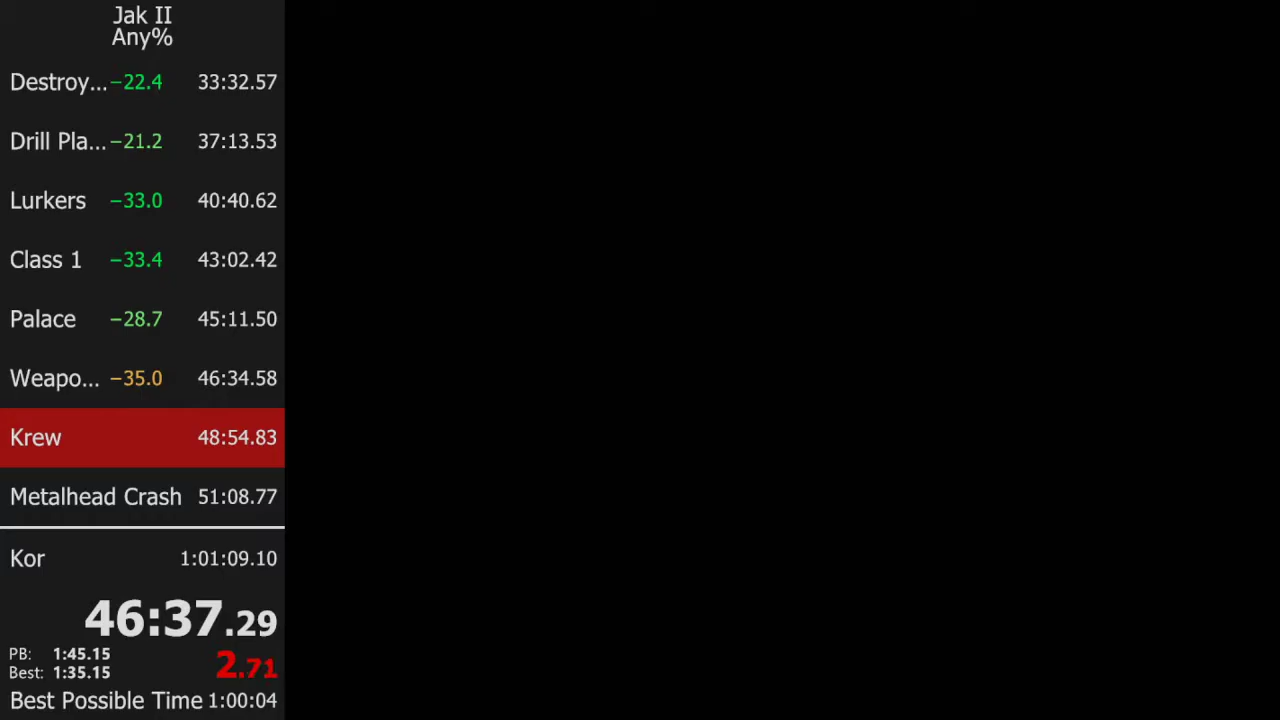 Jak II
Any%
Destroy... −22.4 33:32.57
Drill Pla... −21.2 37:13.53
Lurkers −33.0 40:40.62
Class 1 −33.4 43:02.42
Palace −28.7 45:11.50
Weapo... −35.0 46:34.58
Krew 48:54.83
Metalhead Crash 51:08.77
Kor 1:01:09.10
46:37.29
PB: 1:45.15
Best: 1:35.15 2.71
Best Possible Time 1:00:04